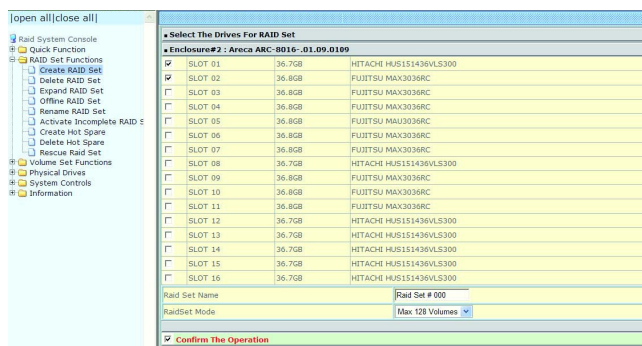 |open all|close all|
Raid System Console
Quick Function
RAID Set Functions
Create RAID Set
Delete RAID Set
Expand RAID Set
Offline RAID Set
Rename RAID Set
Activate Incomplete RAID S
Create Hot Spare
Delete Hot Spare
Rescue Raid Set
Volume Set Functions
Physical Drives
System Controls
Information
Select The Drives For RAID Set
Enclosure#2 : Areca ARC-8016-.01.09.0109
SLOT 01 36.7GB HITACHI HUS151436VLS300
SLOT 02 36.8GB FUJITSU MAX3036RC
SLOT 03 36.8GB FUJITSU MAX3036RC
SLOT 04 36.8GB FUJITSU MAX3036RC
SLOT 05 36.8GB FUJITSU MAU3036RC
SLOT 06 36.8GB FUJITSU MAX3036RC
SLOT 07 36.8GB FUJITSU MAX3036RC
SLOT 08 36.7GB HITACHI HUS151436VLS300
SLOT 09 36.8GB FUJITSU MAX3036RC
SLOT 10 36.8GB FUJITSU MAX3036RC
SLOT 11 36.8GB FUJITSU MAX3036RC
SLOT 12 36.7GB HITACHI HUS151436VLS300
SLOT 13 36.7GB HITACHI HUS151436VLS300
SLOT 14 36.7GB HITACHI HUS151436VLS300
SLOT 15 36.7GB HITACHI HUS151436VLS300
SLOT 16 36.7GB HITACHI HUS151436VLS300
Raid Set Name Raid Set # 000
RaidSet Mode Max 128 Volumes
Confirm The Operation